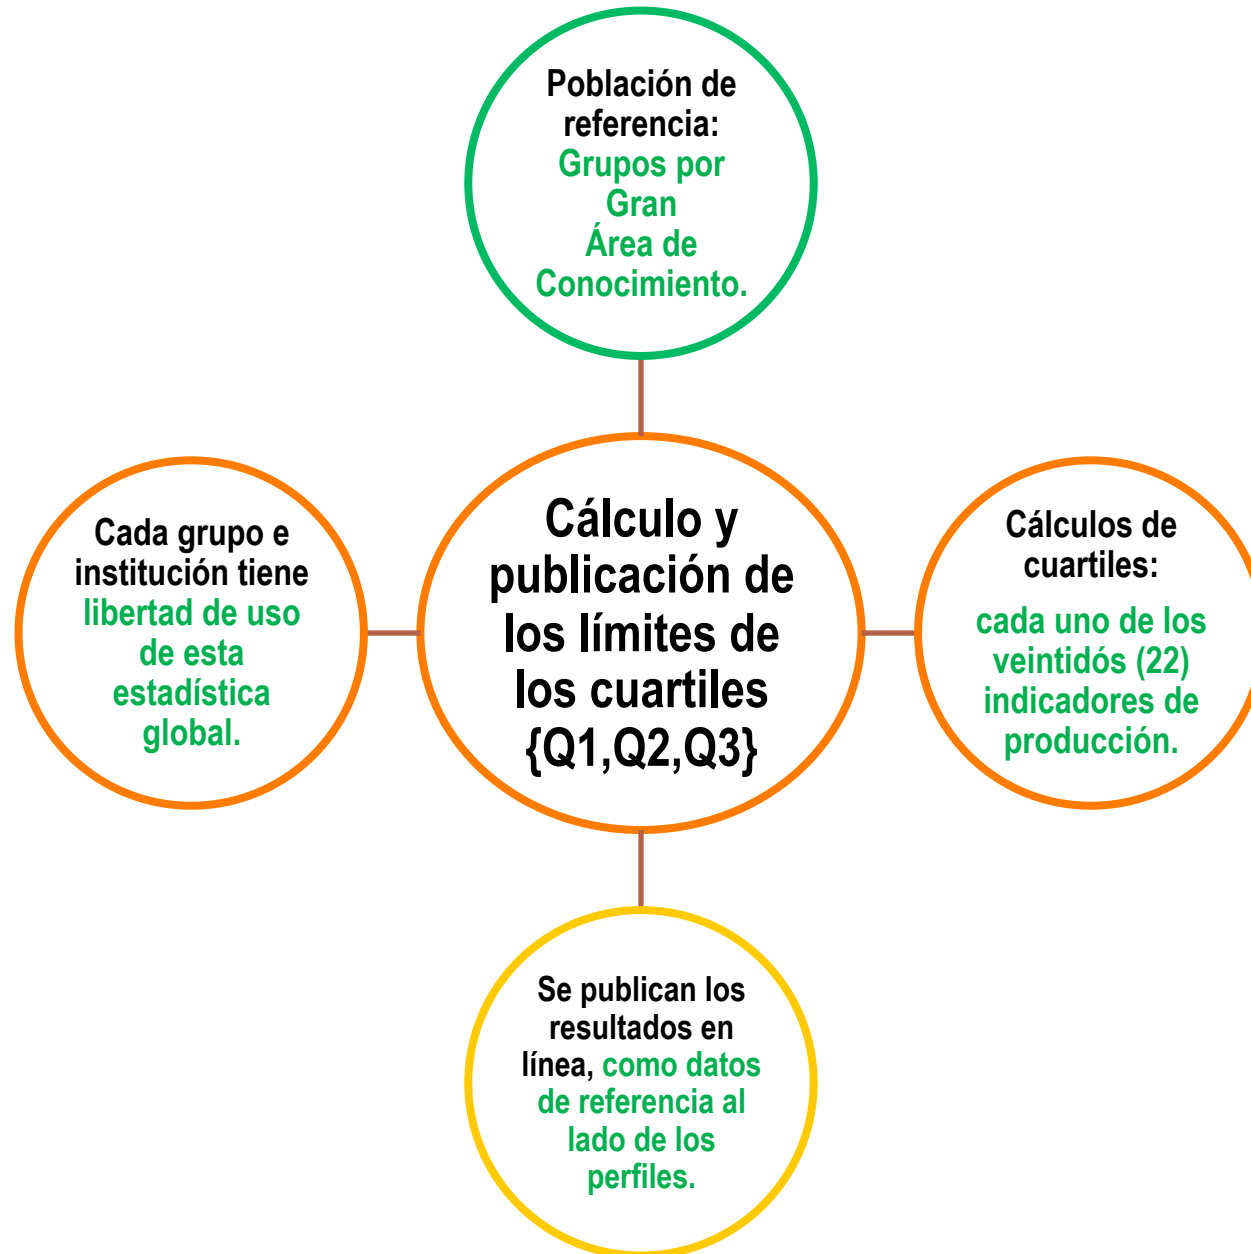 Población de
referencia:
Grupos por
Gran
Área de
Conocimiento.
Cada grupo e
institución tiene
libertad de uso
de esta
estadística
global.
Cálculo y
publicación de
los límites de
los cuartiles
{Q1,Q2,Q3}
Cálculos de
cuartiles:
cada uno de los
veintidós (22)
indicadores de
producción.
Se publican los
resultados en
línea, como datos
de referencia al
lado de los
perfiles.